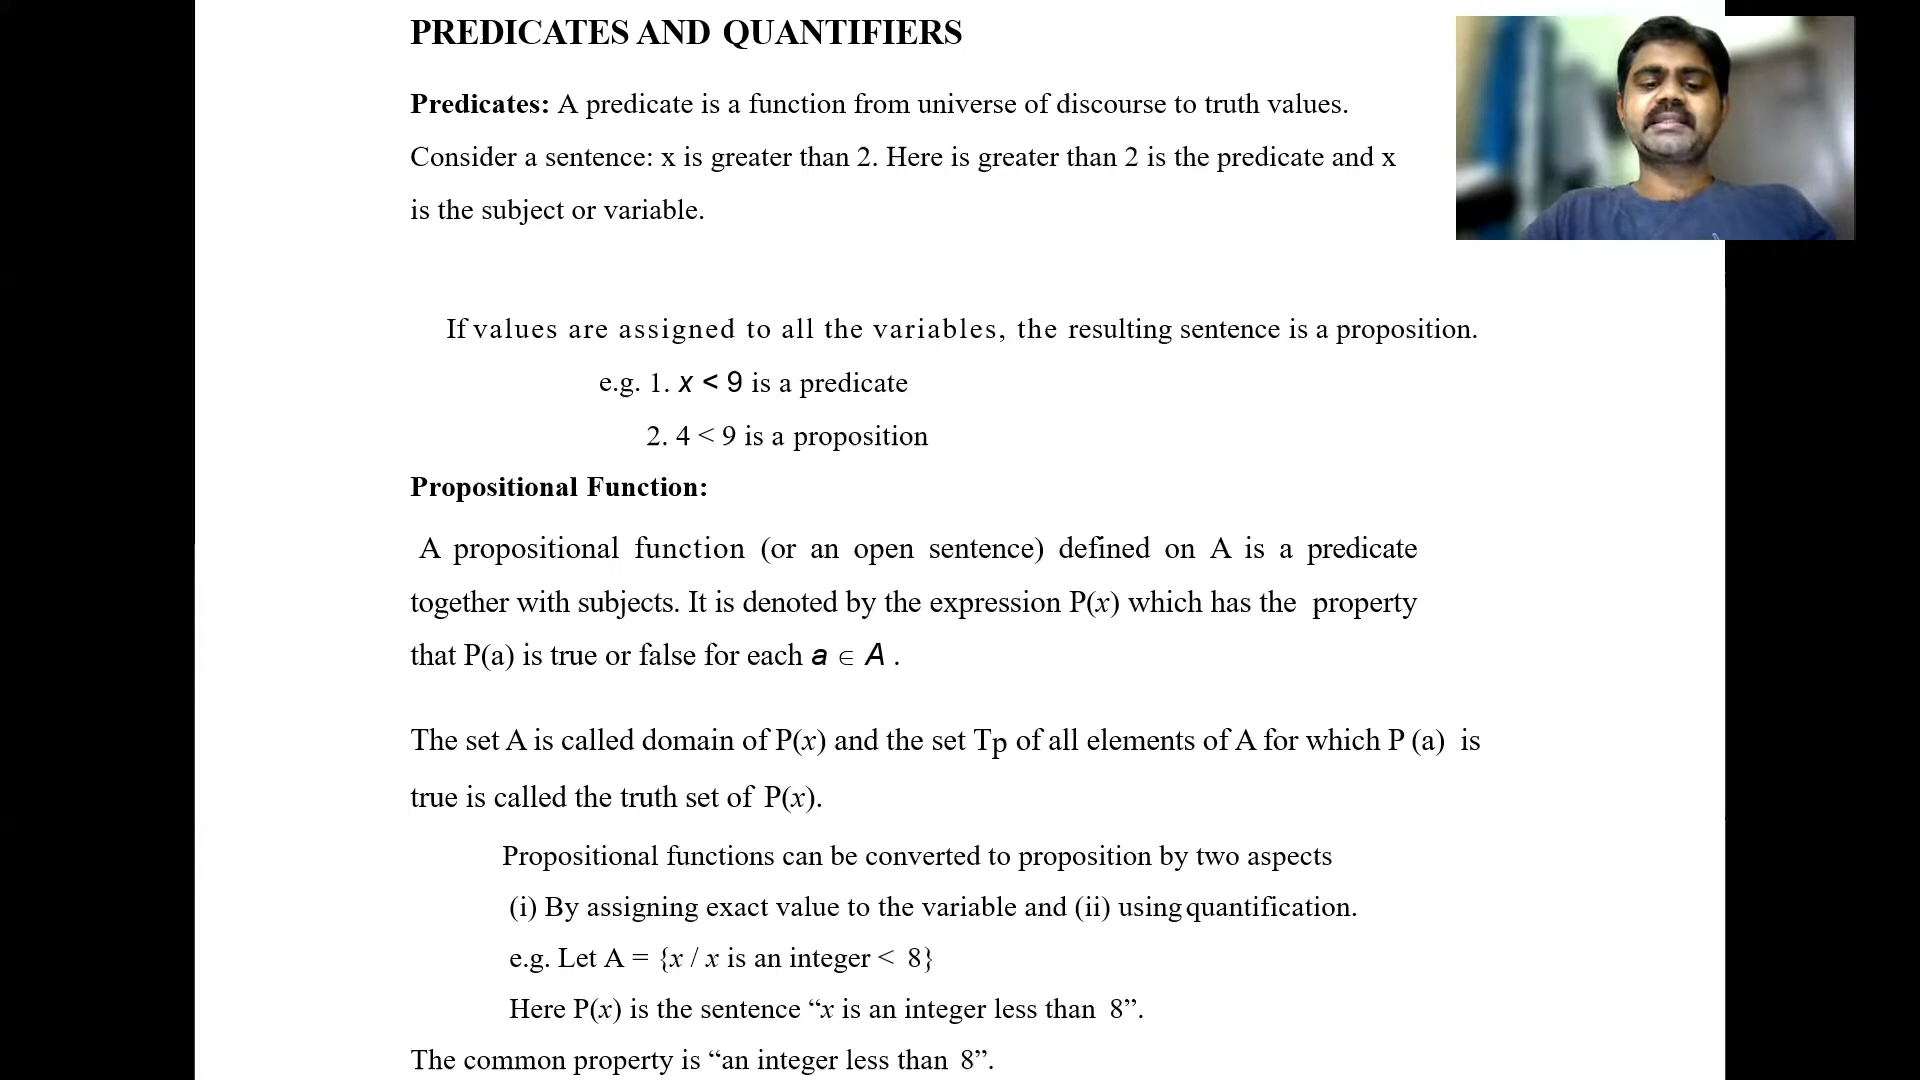 PREDICATES AND QUANTIFIERS
Predicates: A predicate is a function from universe of discourse to truth values.
Consider a sentence: x is greater than 2. Here is greater than 2 is the predicate and x
is the subject or variable.
If values are assigned to all the variables, the resulting sentence is a proposition.
e.g. 1. x < 9 is a predicate
2. 4 < 9 is a proposition
Propositional Function:
A propositional function (or an open sentence) defined on A is a predicate
together with subjects. It is denoted by the expression P(x) which has the property
that P(a) is true or false for each a ∈ A .
The set A is called domain of P(x) and the set Tp of all elements of A for which P (a) is
true is called the truth set of P(x).
Propositional functions can be converted to proposition by two aspects
(i) By assigning exact value to the variable and (ii) using quantification.
e.g. Let A = {x / x is an integer < 8}
Here P(x) is the sentence “x is an integer less than 8”.
The common property is “an integer less than 8”.